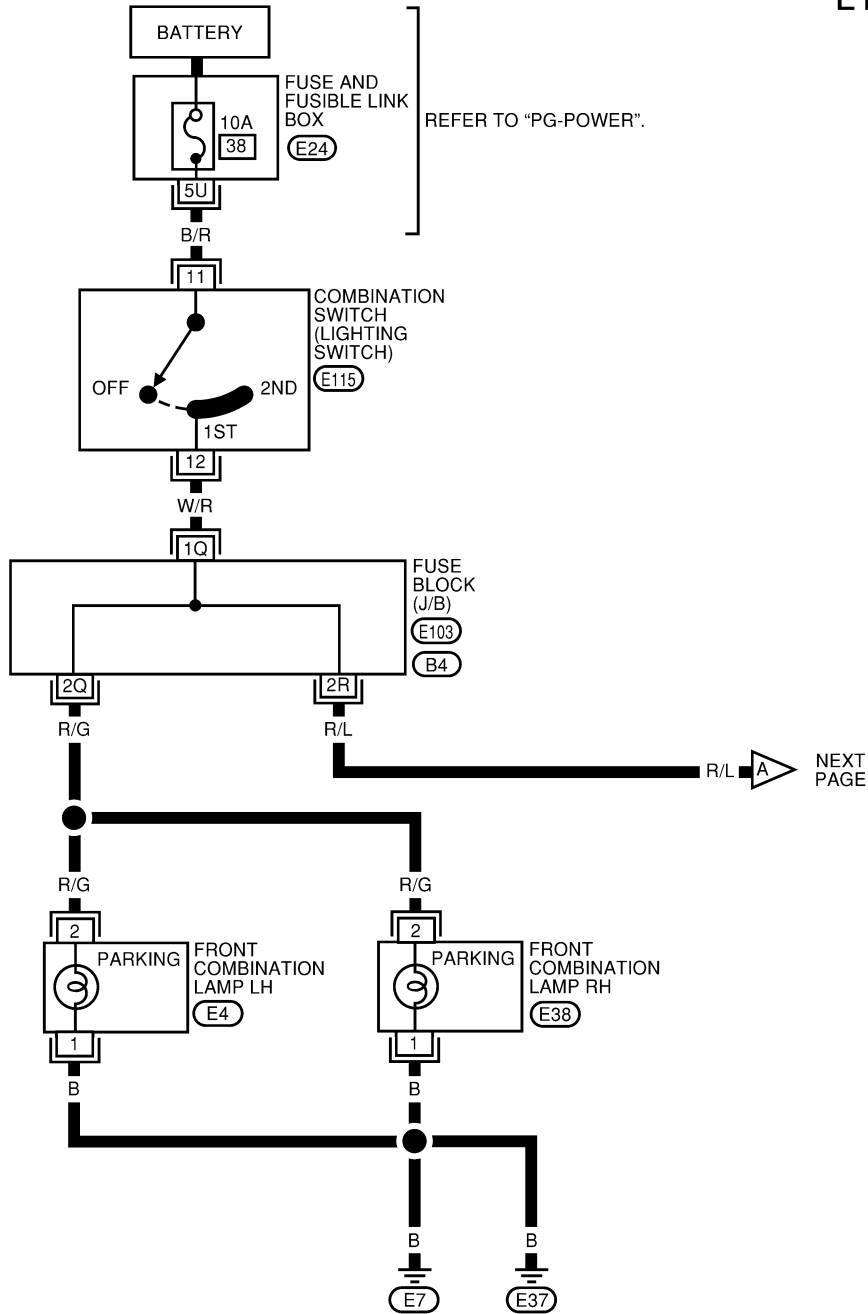 BATTERY
FUSE AND
FUSIBLE LINK
BOX
E24
10A
38
REFER TO “PG-POWER”.
5U
B/R
11
COMBINATION
SWITCH
(LIGHTING
SWITCH)
E115
OFF
2ND
1ST
12
W/R
1Q
FUSE
BLOCK
(J/B)
E103
B4
2Q
2R
R/G
R/L
R/L
A
NEXT
PAGE
R/G
R/G
2
2
PARKING
FRONT
COMBINATION
LAMP LH
E4
PARKING
FRONT
COMBINATION
LAMP RH
E38
1
1
B
B
B
B
E7
E37